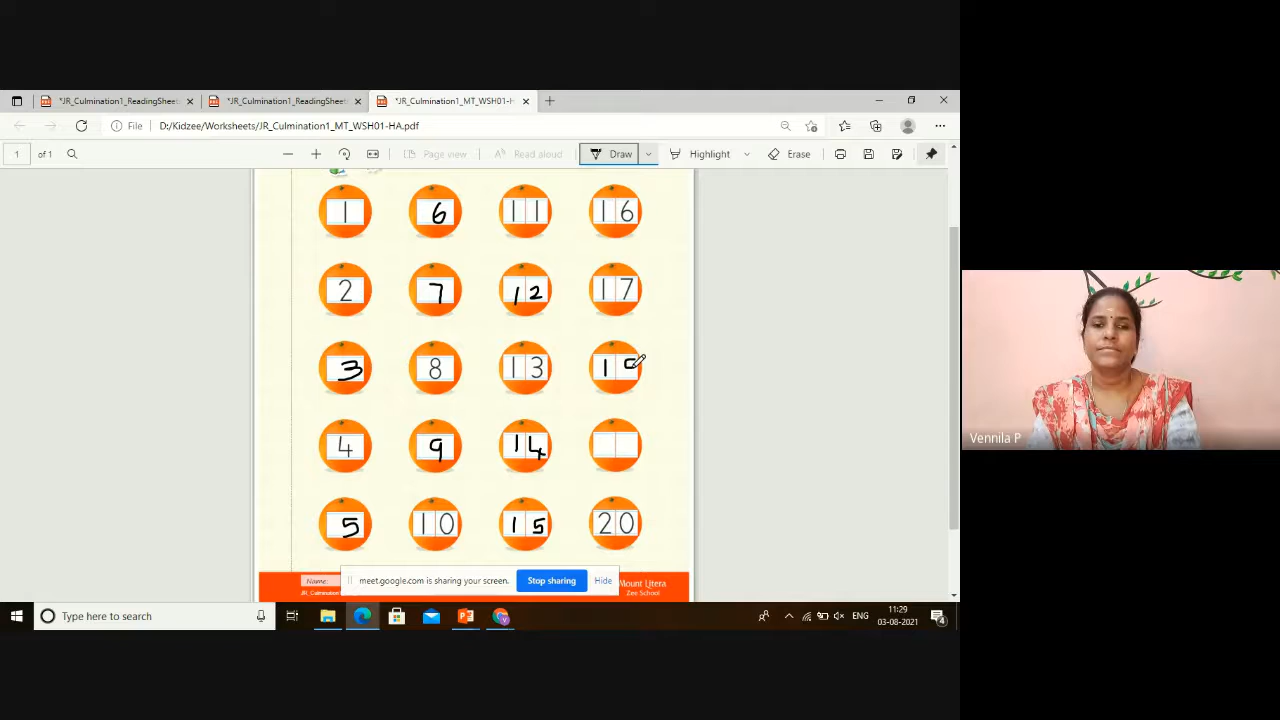 *JR_Culmination1_ReadingSheet
*JR_Culmination1_ReadingSheet
*JR_Culmination1_MT_WSH01-H
File D:/Kidzee/Worksheets/JR_Culmination1_MT_WSH01-HA.pdf
1 of 1 Page view Read aloud Draw Highlight Erase
1 6 11 16
2 7 12 17
3 8 13 1
4 9 14
5 10 15 20
Vennila P
Name:
JR_Culmination1
meet.google.com is sharing your screen. Stop sharing Hide
Mount Litera
Zee School
Type here to search
ENG
11:29
03-08-2021
4